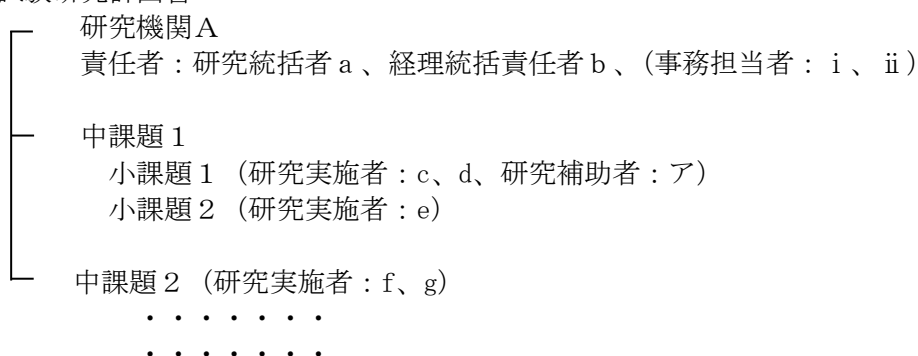 研究機関A
責任者：研究統括者a、経理統括責任者b、（事務担当者：ⅰ、ⅱ）
中課題１
小課題１（研究実施者：c、d、研究補助者：ア）
小課題２（研究実施者：e）
中課題２（研究実施者：f、g）
・・・・・・・
・・・・・・・